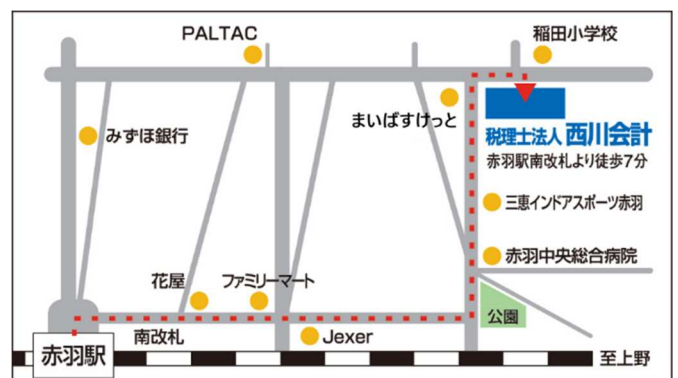 PALTAC
稲田小学校
みずほ銀行
まいばすけっと
税理士法人 西川会計
赤羽駅南改札より徒歩7分
三恵インドアスポーツ赤羽
赤羽中央総合病院
花屋
ファミリーマート
公園
南改札
Jexer
赤羽駅
至上野